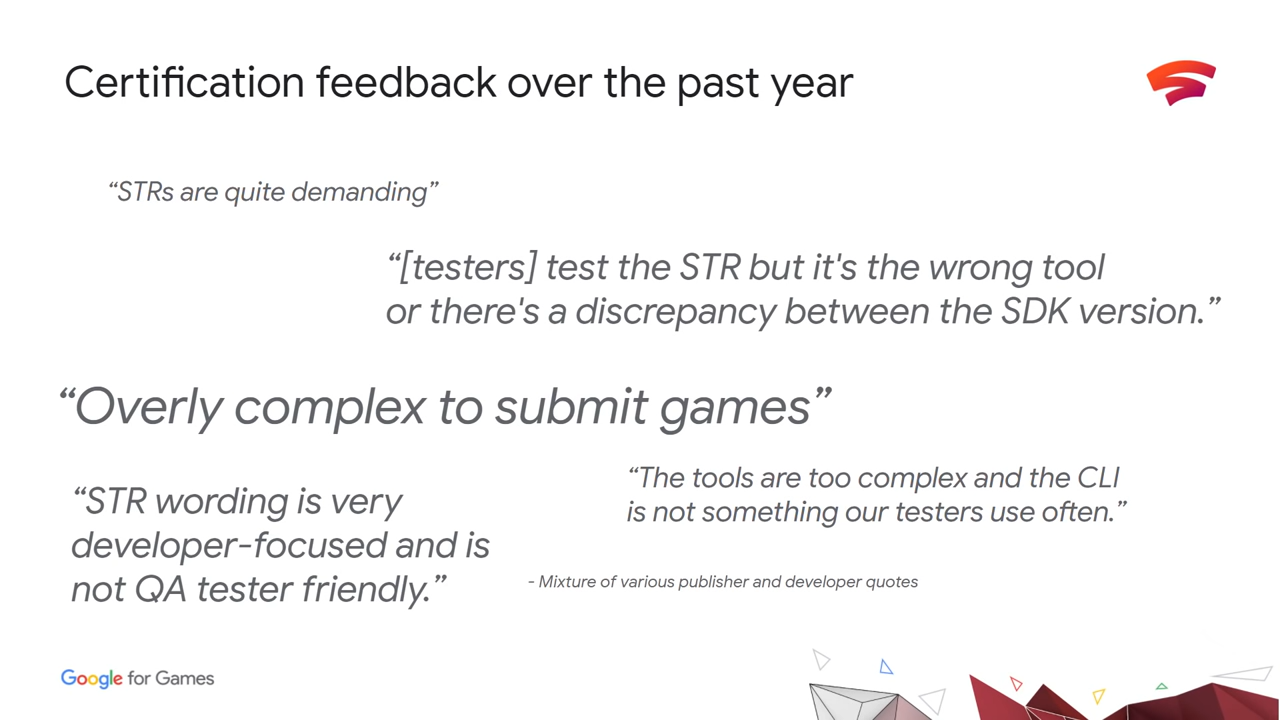 Certification feedback over the past year
“STRs are quite demanding”
“[testers] test the STR but it's the wrong tool
or there's a discrepancy between the SDK version.”
“Overly complex to submit games”
“The tools are too complex and the CLI
is not something our testers use often.”
“STR wording is very
developer-focused and is
not QA tester friendly.”
- Mixture of various publisher and developer quotes
Google for Games